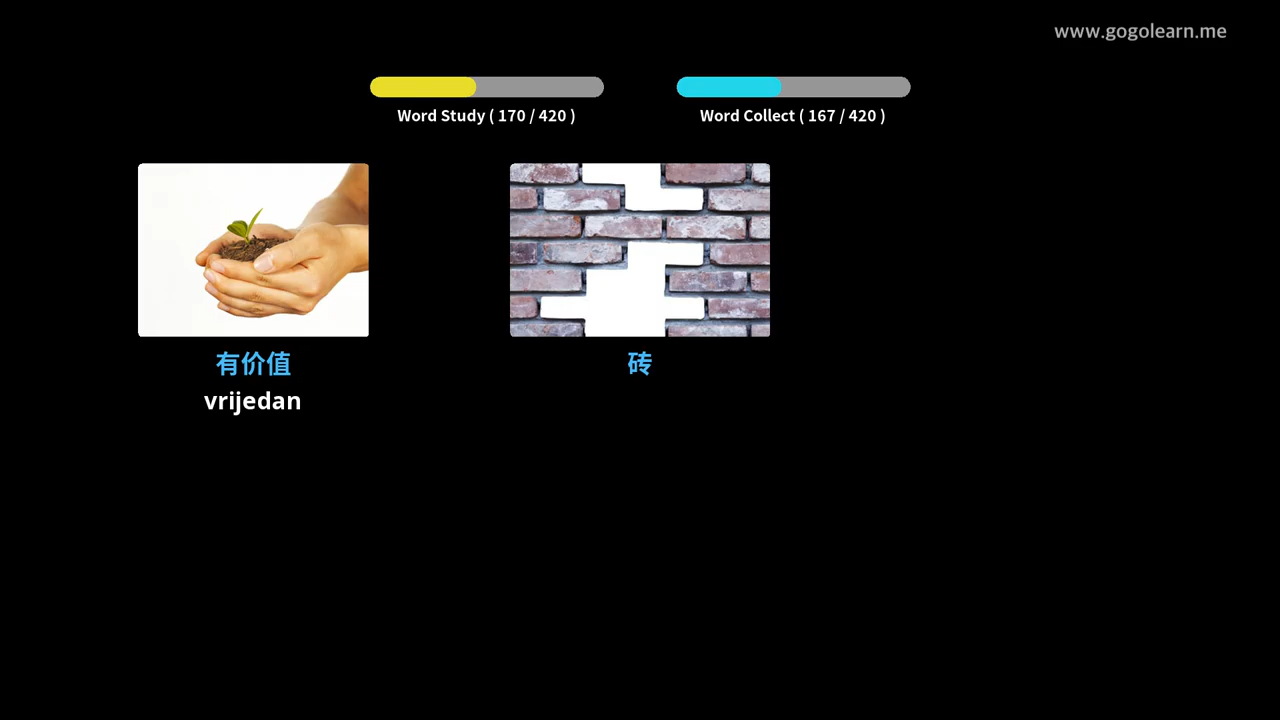 www.gogolearn.me
Word Study ( 170 / 420 )
Word Collect ( 167 / 420 )
有价值
vrijedan
砖